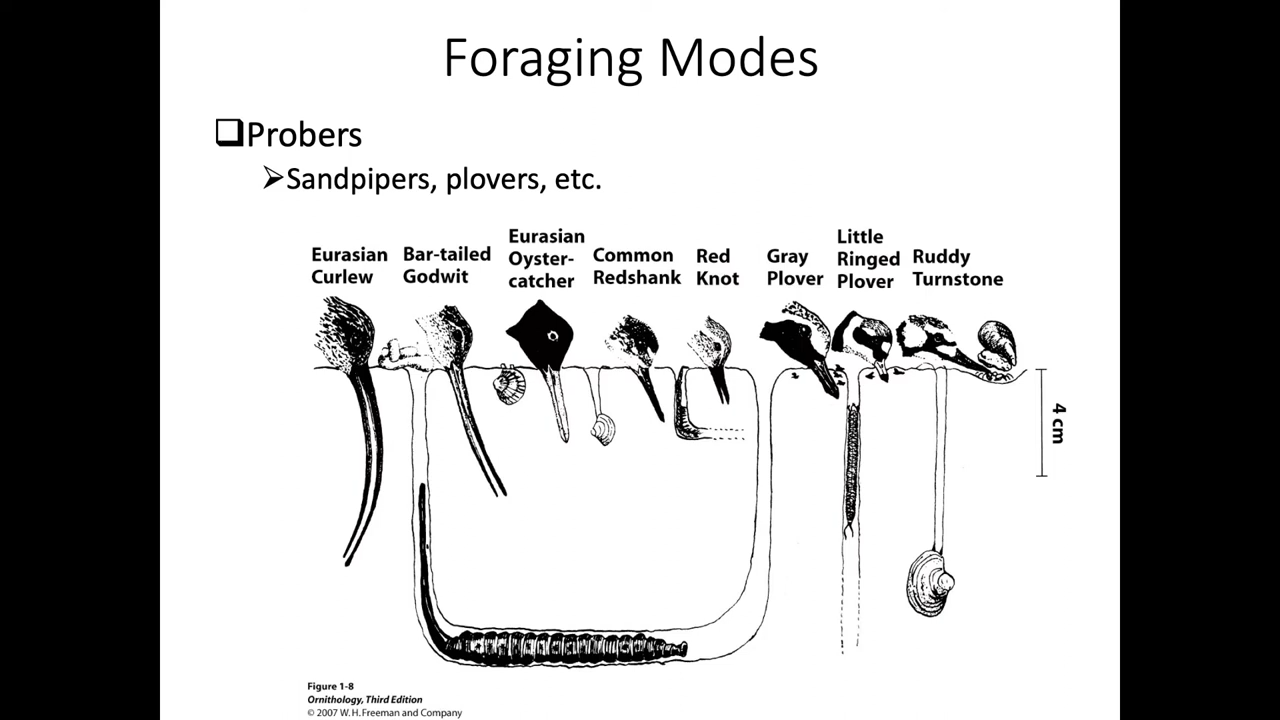 Foraging Modes
Probers
Sandpipers, plovers, etc.
Eurasian
Curlew
Bar-tailed
Godwit
Eurasian
Oyster-
catcher
Common
Redshank
Red
Knot
Gray
Plover
Little
Ringed
Plover
Ruddy
Turnstone
4 cm
Figure 1-8
Ornithology, Third Edition
© 2007 W. H. Freeman and Company